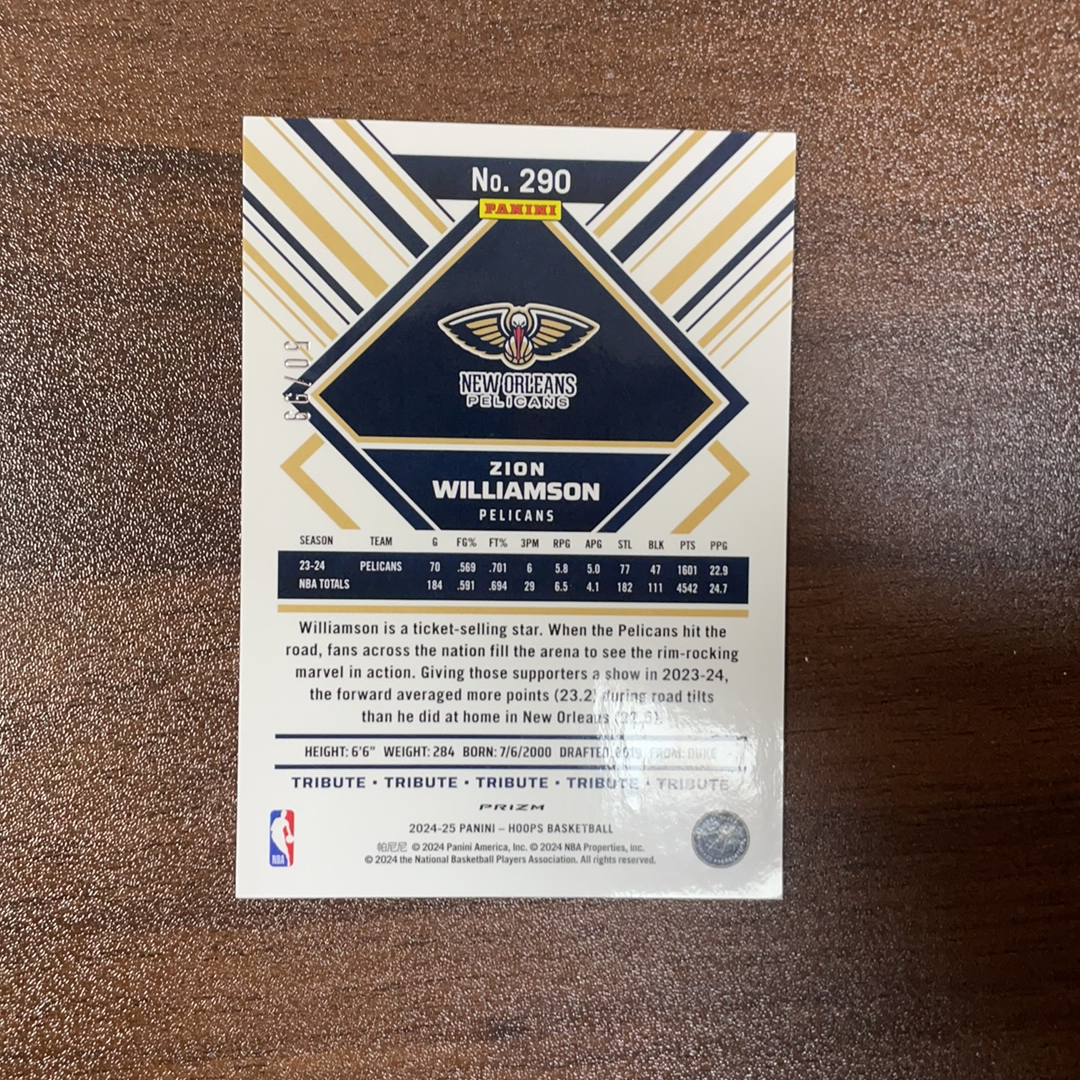 No. 290
PANINI
50/99
NEW ORLEANS
PELICANS
ZION
WILLIAMSON
PELICANS
SEASON TEAM G FG% FT% 3PM RPG APG STL BLK PTS PPG
23-24 PELICANS 70 .569 .701 6 5.8 5.0 77 47 1601 22.9
NBA TOTALS 184 .591 .694 29 6.5 4.1 182 111 4542 24.7
Williamson is a ticket-selling star. When the Pelicans hit the
road, fans across the nation fill the arena to see the rim-rocking
marvel in action. Giving those supporters a show in 2023-24,
the forward averaged more points (23.2) during road tilts
than he did at home in New Orleans (22.5).
HEIGHT: 6'6" WEIGHT: 284 BORN: 7/6/2000 DRAFTED: 2019 FROM: DUKE
TRIBUTE • TRIBUTE • TRIBUTE • TRIBUTE • TRIBUTE
PRIZM
2024-25 PANINI – HOOPS BASKETBALL
帕尼尼 © 2024 Panini America, Inc. © 2024 NBA Properties, Inc.
© 2024 the National Basketball Players Association. All rights reserved.
NBA